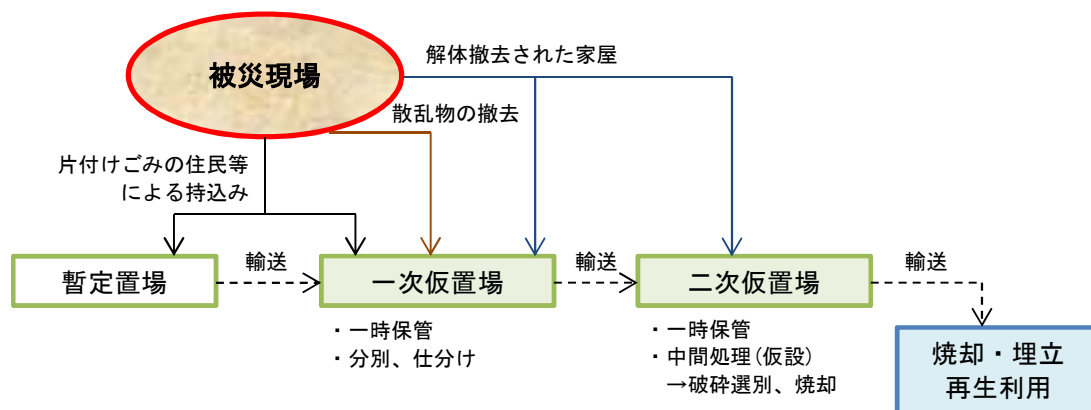 被災現場
解体撤去された家屋
散乱物の撤去
片付けごみの住民等
による持込み
暫定置場
輸送
一次仮置場
輸送
二次仮置場
輸送
・一時保管
・分別、仕分け
・一時保管
・中間処理(仮設)
→破砕選別、焼却
焼却・埋立
再生利用